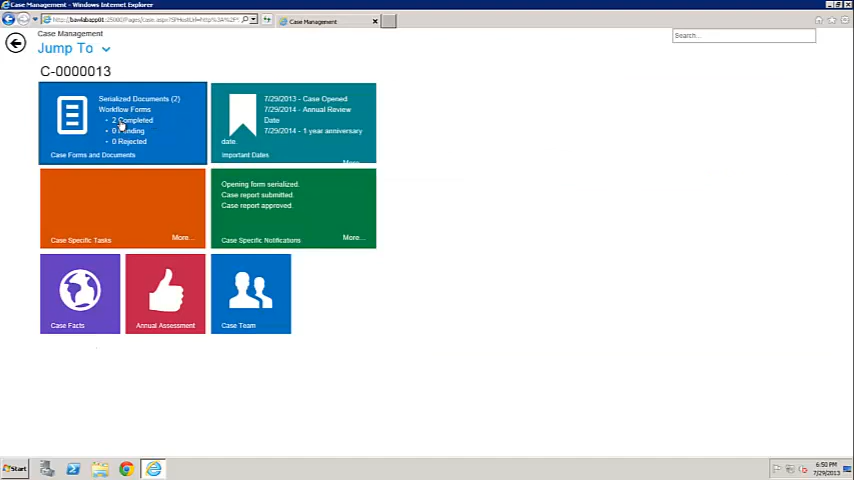 Case Management - Windows Internet Explorer
Case Management
Search...
Case Management
Jump To
C-0000013
Serialized Documents (2)
Workflow Forms
• 2 Completed
• 0 Pending
• 0 Rejected
Case Forms and Documents
7/29/2013 - Case Opened
7/29/2014 - Annual Review
Date
7/29/2014 - 1 year anniversary
date.
Important Dates
More...
Case Specific Tasks
More...
Opening form serialized.
Case report submitted.
Case report approved.
Case Specific Notifications
More...
Case Facts
Annual Assessment
Case Team
Start
6:50 PM
7/29/2013